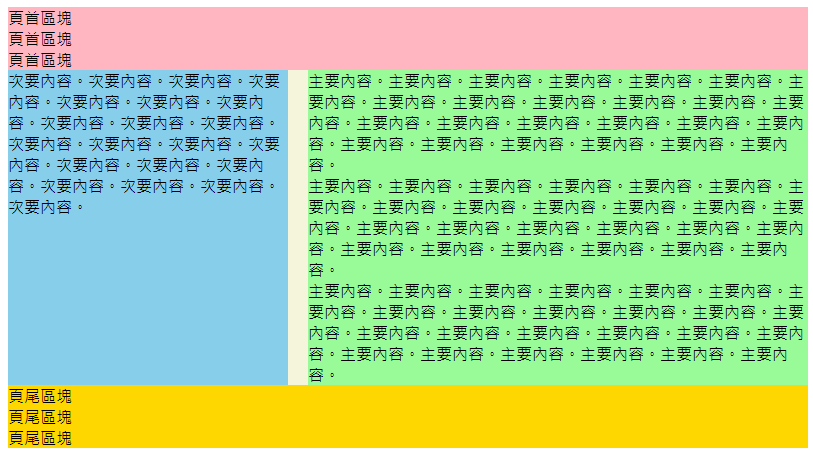 頁首區塊
頁首區塊
頁首區塊
次要內容。次要內容。次要內容。次要
內容。次要內容。次要內容。次要內
容。次要內容。次要內容。次要內容。
次要內容。次要內容。次要內容。次要
內容。次要內容。次要內容。次要內
容。次要內容。次要內容。次要內容。
次要內容。
主要內容。主要內容。主要內容。主要內容。主要內容。主要內容。主
要內容。主要內容。主要內容。主要內容。主要內容。主要內容。主要
內容。主要內容。主要內容。主要內容。主要內容。主要內容。主要內
容。主要內容。主要內容。主要內容。主要內容。主要內容。主要內
容。
主要內容。主要內容。主要內容。主要內容。主要內容。主要內容。主
要內容。主要內容。主要內容。主要內容。主要內容。主要內容。主要
內容。主要內容。主要內容。主要內容。主要內容。主要內容。主要內
容。主要內容。主要內容。主要內容。主要內容。主要內容。主要內
容。
主要內容。主要內容。主要內容。主要內容。主要內容。主要內容。主
要內容。主要內容。主要內容。主要內容。主要內容。主要內容。主要
內容。主要內容。主要內容。主要內容。主要內容。主要內容。主要內
容。主要內容。主要內容。主要內容。主要內容。主要內容。主要內
容。
頁尾區塊
頁尾區塊
頁尾區塊